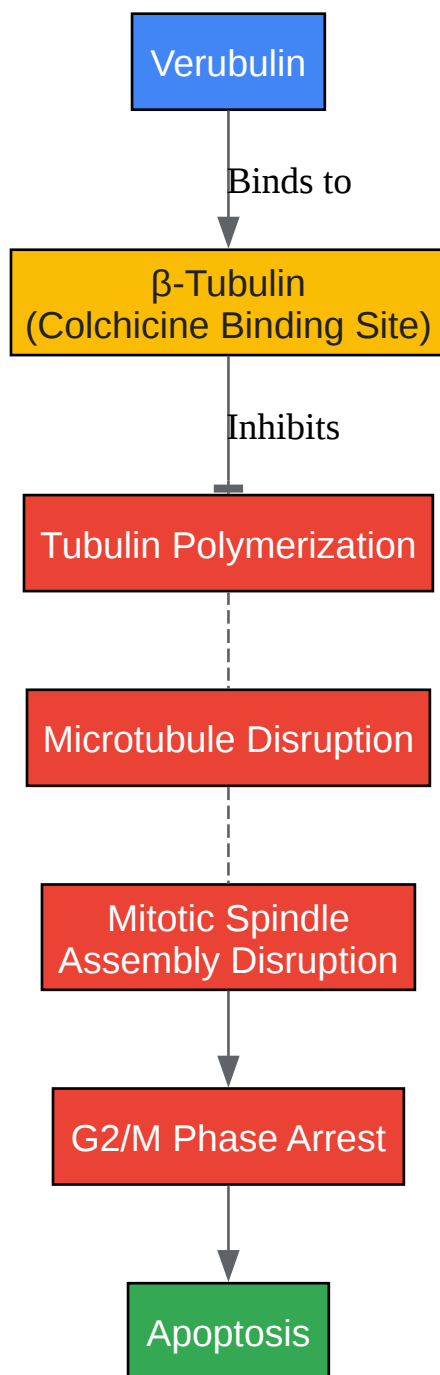 Verubulin
Binds to
β-Tubulin
(Colchicine Binding Site)
Inhibits
Tubulin Polymerization
Microtubule Disruption
Mitotic Spindle
Assembly Disruption
G2/M Phase Arrest
Apoptosis